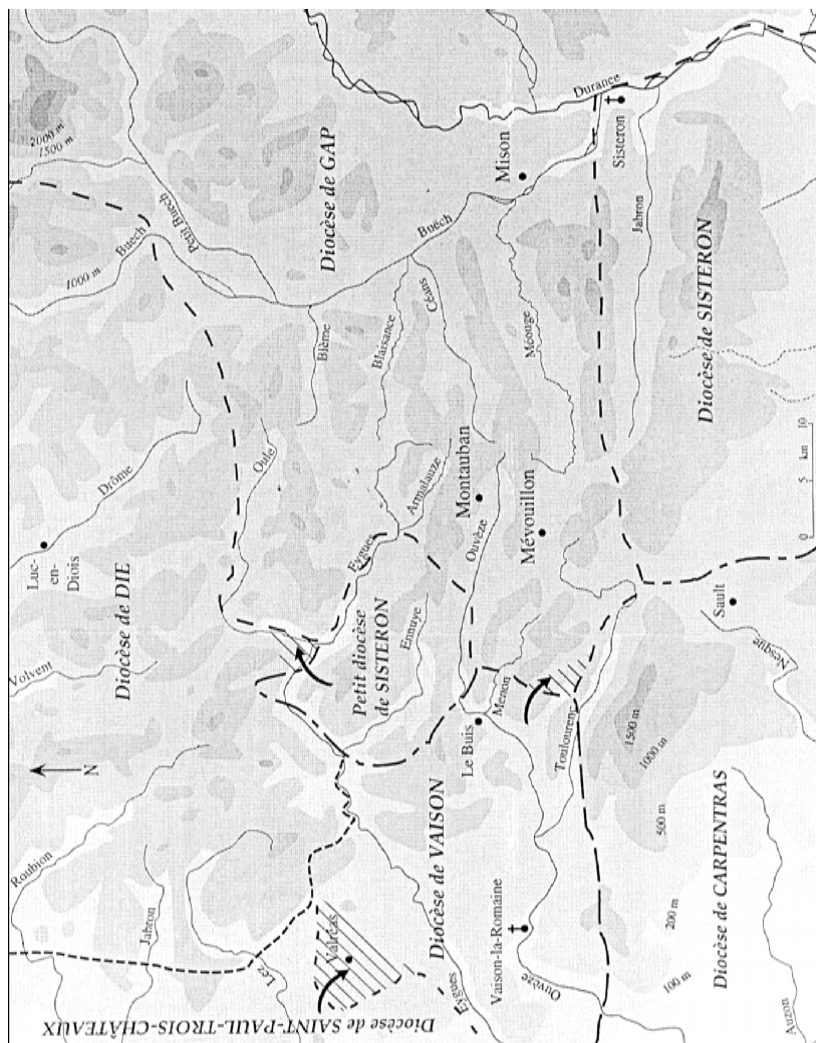 Diocèse de SAINT-PAUL-TROIS-CHÂTEAUX
Roubion
Jabron
Lez
Valréas
Eygues
Volvent
N
Diocèse de DIE
Luc-
en-
Diois
Drôme
Oule
Buech
1000 m
Petit Buech
2000 m
1500 m
Diocèse de GAP
Petit diocèse
de SISTERON
Eygues
Ennuye
Armalauze
Blème
Blaisance
Céans
Buëch
Durance
Diocèse de VAISON
Vaison-la-Romaine
Ouvèze
Le Buis
Menon
Toulourenc
Ouvèze
Montauban
Mévouillon
Méouge
Mison
Sisteron
Jabron
Diocèse de SISTERON
Diocèse de CARPENTRAS
Auzon
100 m
200 m
500 m
1000 m
1500 m
Sault
Nesque
0 5 10
km